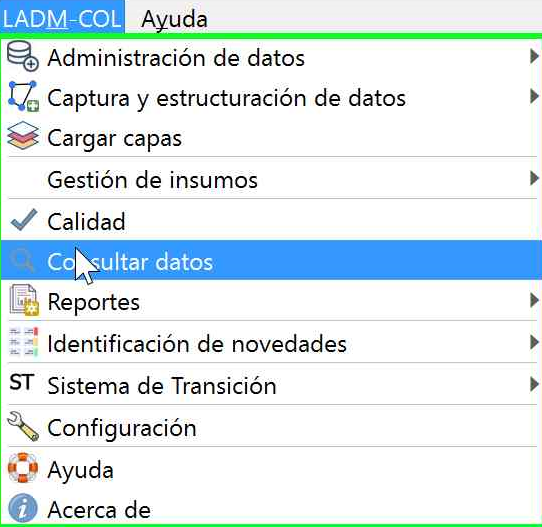 LADM-COL Ayuda
Administración de datos
Captura y estructuración de datos
Cargar capas
Gestión de insumos
Calidad
Consultar datos
Reportes
Identificación de novedades
ST Sistema de Transición
Configuración
Ayuda
Acerca de